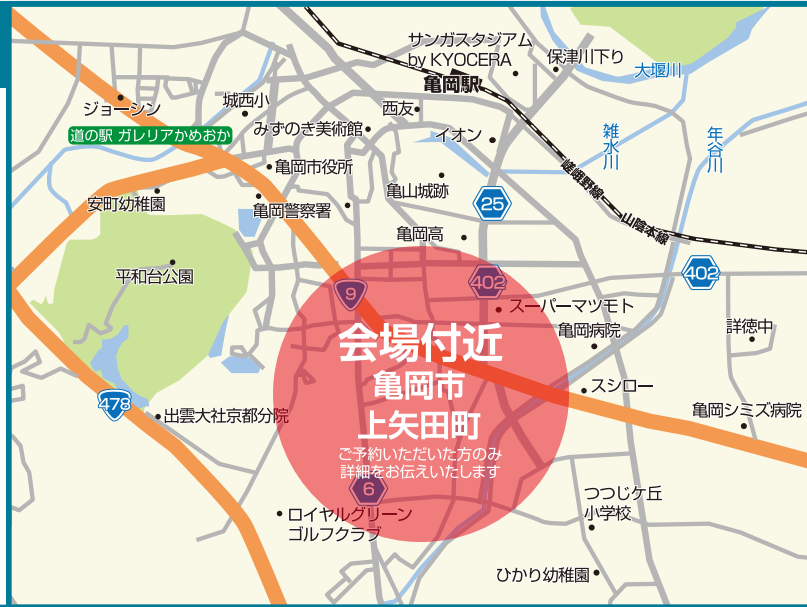 サンガスタジアム
by KYOCERA
保津川下り
大堰川
亀岡駅
ジョーシン
城西小
西友
道の駅 ガレリアかめおか
みずのき美術館
イオン
雑水川
年谷川
亀岡市役所
嵯峨野線
亀山城跡
安町幼稚園
亀岡警察署
25
山陰本線
亀岡高
平和台公園
402
402
9
スーパーマツモト
会場付近
亀岡病院
詳徳中
亀岡市
スシロー
478
出雲大社京都分院
上矢田町
亀岡シミズ病院
ご予約いただいた方のみ
詳細をお伝えいたします
6
つつじケ丘
小学校
ロイヤルグリーン
ゴルフクラブ
ひかり幼稚園